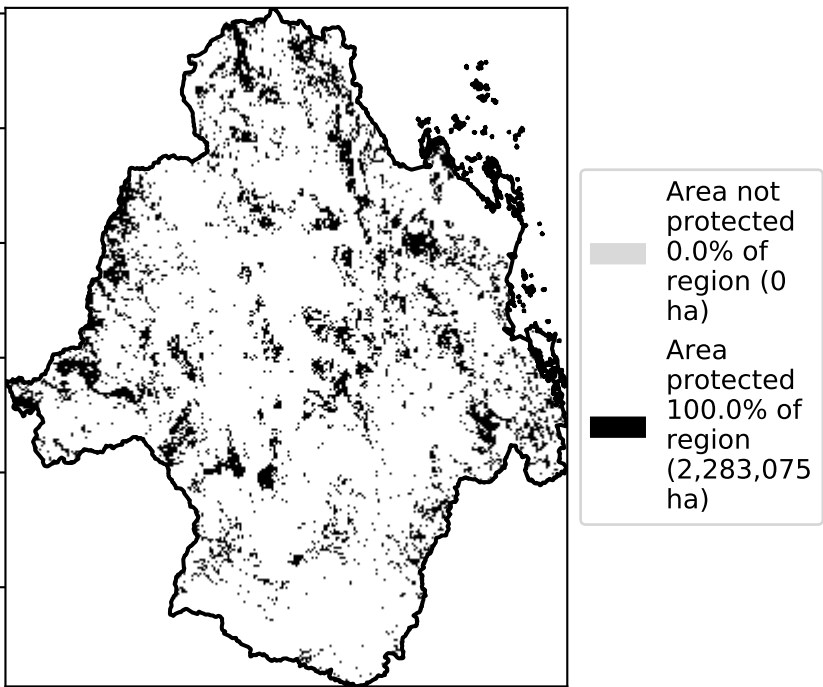 Area not
protected
0.0% of
region (0
ha)
Area
protected
100.0% of
region
(2,283,075
ha)